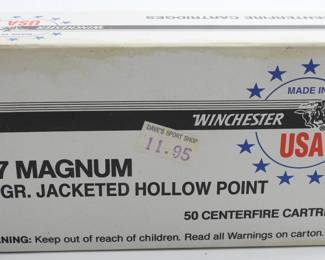 CENTERFIRE CARTRIDGES
USA
MADE IN
WINCHESTER
USA
DAVE'S SPORT SHOP
11.95
7 MAGNUM
GR. JACKETED HOLLOW POINT
50 CENTERFIRE CARTR
NING: Keep out of reach of children. Read all Warnings on carton.